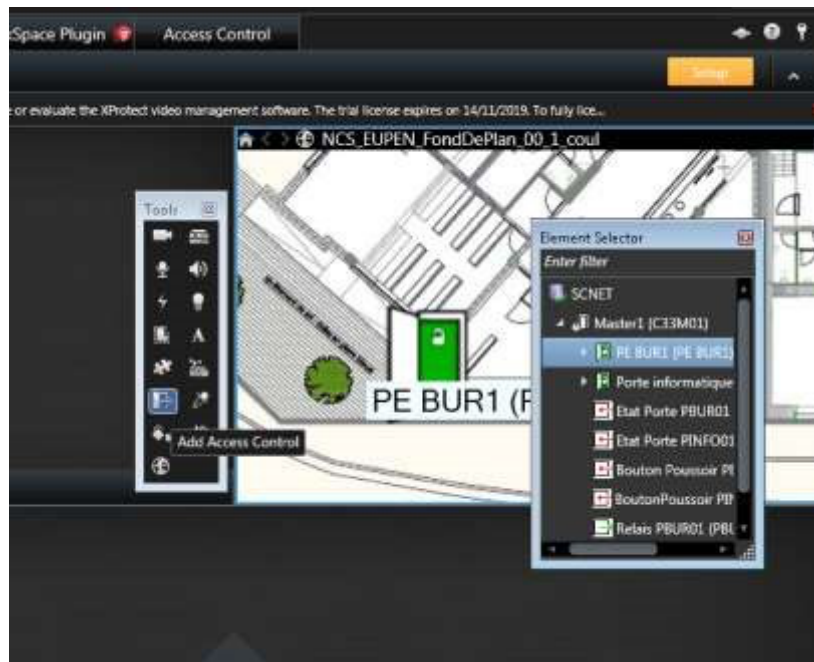 xSpace Plugin
Access Control
Setup
e or evaluate the XProtect video management software. The trial license expires on 14/11/2019. To fully lice...
NCS_EUPEN_FondDePlan_00_1_coul
Tools
A
Add Access Control
PE BUR1 (F
Element Selector
Enter filter
SCNET
Master1 (C33M01)
PE BUR1 (PE BUR1)
Porte informatique
Etat Porte PBUR01
Etat Porte PINFO01
Bouton Poussoir PI
BoutonPoussoir PIN
Relais PBUR01 (PBU